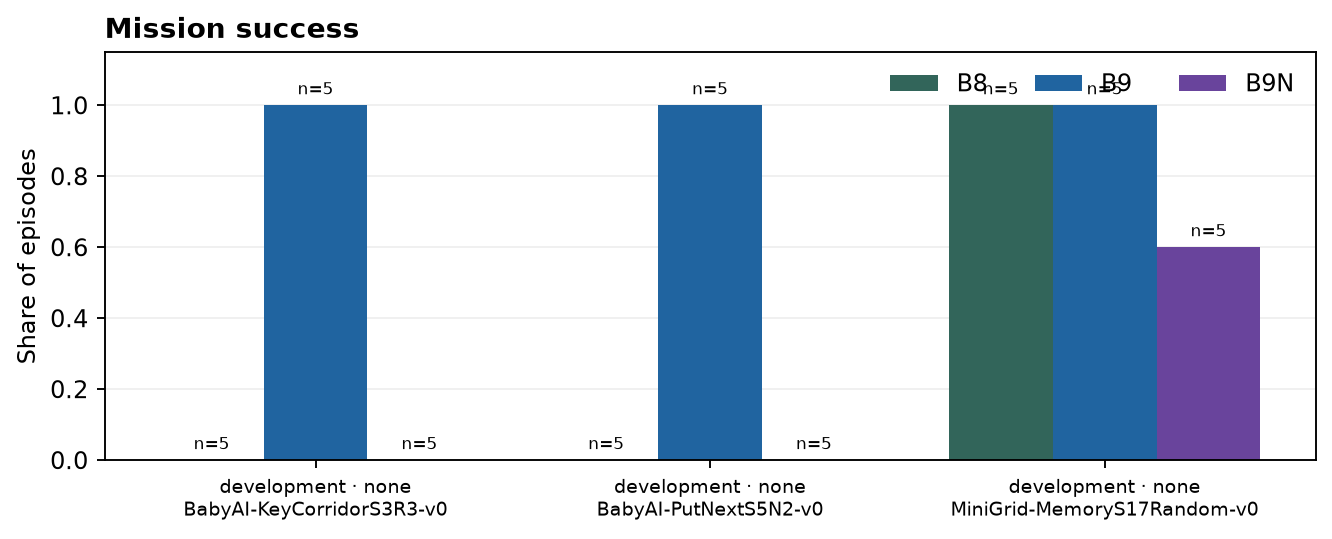 Mission success
n=5 n=5 B8 n=5 B9 n=5 B9N
1.0
0.8
n=5
0.6
0.4
0.2
n=5 n=5 n=5 n=5
0.0
Share of episodes
development · none development · none development · none
BabyAI-KeyCorridorS3R3-v0 BabyAI-PutNextS5N2-v0 MiniGrid-MemoryS17Random-v0